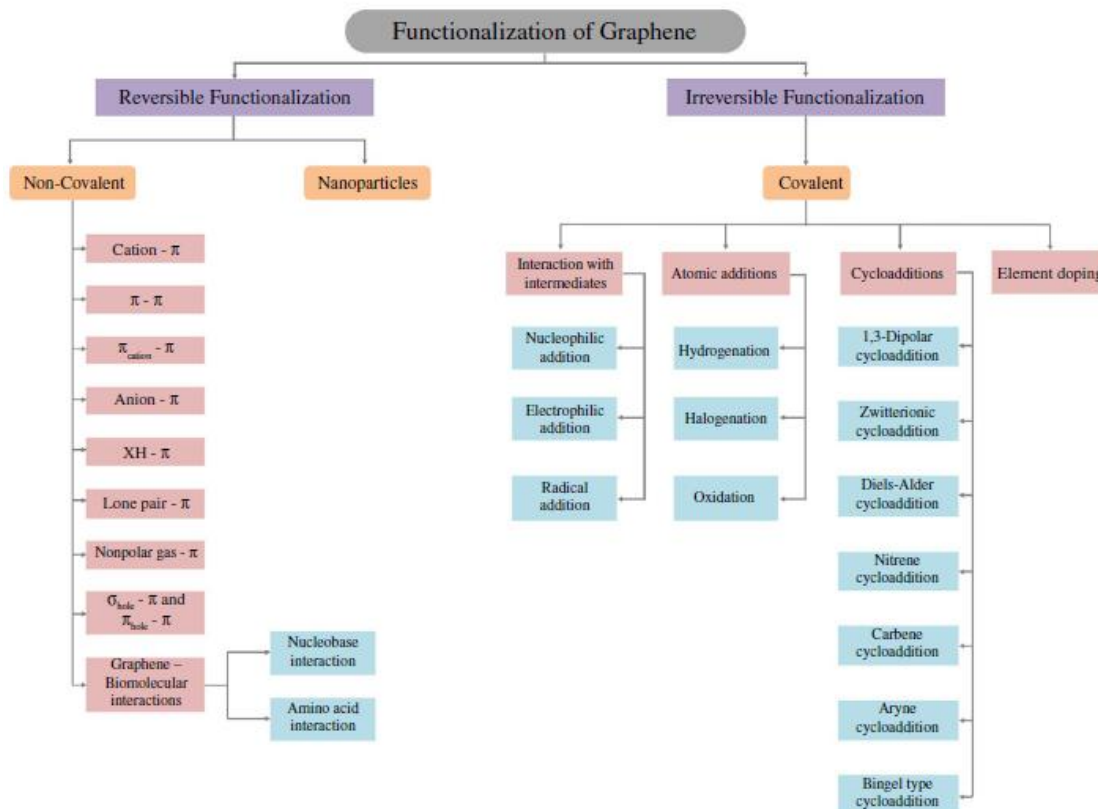 Functionalization of Graphene
Reversible Functionalization
Irreversible Functionalization
Non-Covalent
Nanoparticles
Covalent
Cation - π
π - π
π cation - π
Anion - π
XH - π
Lone pair - π
Nonpolar gas - π
σ hole - π and
π hole - π
Graphene –
Biomolecular
interactions
Nucleobase
interaction
Amino acid
interaction
Interaction with
intermediates
Nucleophilic
addition
Electrophilic
addition
Radical
addition
Atomic additions
Hydrogenation
Halogenation
Oxidation
Cycloadditions
1,3-Dipolar
cycloaddition
Zwitterionic
cycloaddition
Diels-Alder
cycloaddition
Nitrene
cycloaddition
Carbene
cycloaddition
Aryne
cycloaddition
Bingel type
cycloaddition
Element doping